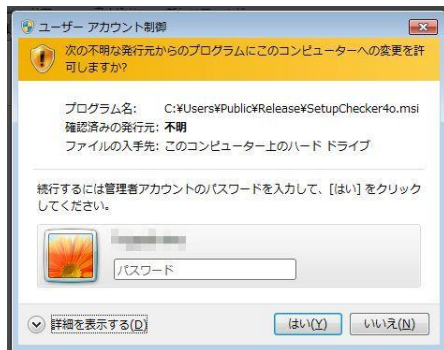 ユーザー アカウント制御
次の不明な発行元からのプログラムにこのコンピューターへの変更を許
可しますか?
プログラム名: C:¥Users¥Public¥Release¥SetupChecker4o.msi
確認済みの発行元: 不明
ファイルの入手先: このコンピューター上のハード ドライブ
続行するには管理者アカウントのパスワードを入力して、[はい] をクリック
してください。
パスワード
詳細を表示する(D)
はい(Y)
いいえ(N)